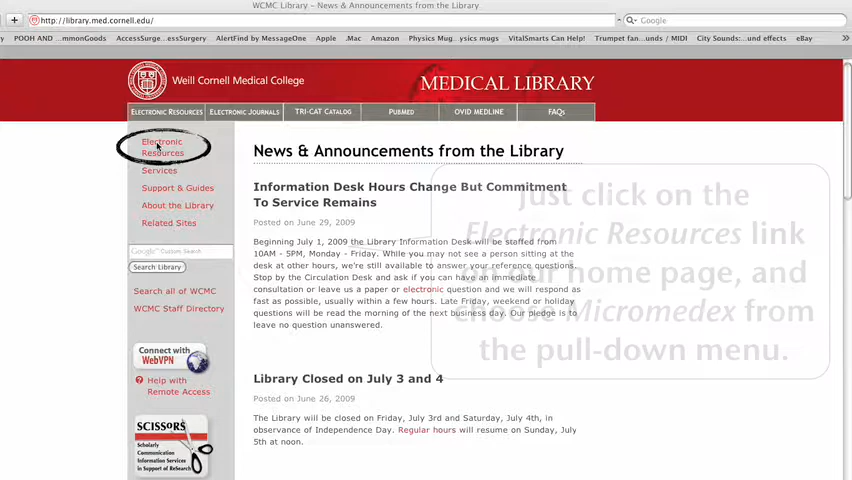 WCMC Library – News & Announcements from the Library
http://library.med.cornell.edu/
Google
POOH AND ...mmonGoods AccessSurge...essSurgery AlertFind by MessageOne Apple .Mac Amazon Physics Mug...ysics mugs VitalSmarts Can Help! Trumpet fan...unds / MIDI City Sounds:...und effects eBay
Weill Cornell Medical College
MEDICAL LIBRARY
ELECTRONIC RESOURCES ELECTRONIC JOURNALS TRI-CAT CATALOG PUBMED OVID MEDLINE FAQs
Electronic
Resources
Services
Support & Guides
About the Library
Related Sites
Google Custom Search
Search Library
Search all of WCMC
WCMC Staff Directory
Connect with
WebVPN
Help with
Remote Access
SCISSORS
Scholarly
Communication
Information Services
in Support of ReSearch
News & Announcements from the Library
Information Desk Hours Change But Commitment
To Service Remains
Posted on June 29, 2009
Beginning July 1, 2009 the Library Information Desk will be staffed from
10AM - 5PM, Monday - Friday. While you may not see a person sitting at the
desk at other hours, we're still available to answer your reference questions.
Stop by the Circulation Desk and ask if you can have an immediate
consultation or leave us a paper or electronic question and we will respond
as fast as possible, usually within a few hours. Late Friday, weekend or holiday
questions will be read the morning of the next business day. Our pledge is to
leave no question unanswered.
Library Closed on July 3 and 4
Posted on June 26, 2009
The Library will be closed on Friday, July 3rd and Saturday, July 4th, in
observance of Independence Day. Regular hours will resume on Sunday, July
5th at noon.
Just click on the
Electronic Resources link
on our home page, and
choose Micromedex from
the pull-down menu.